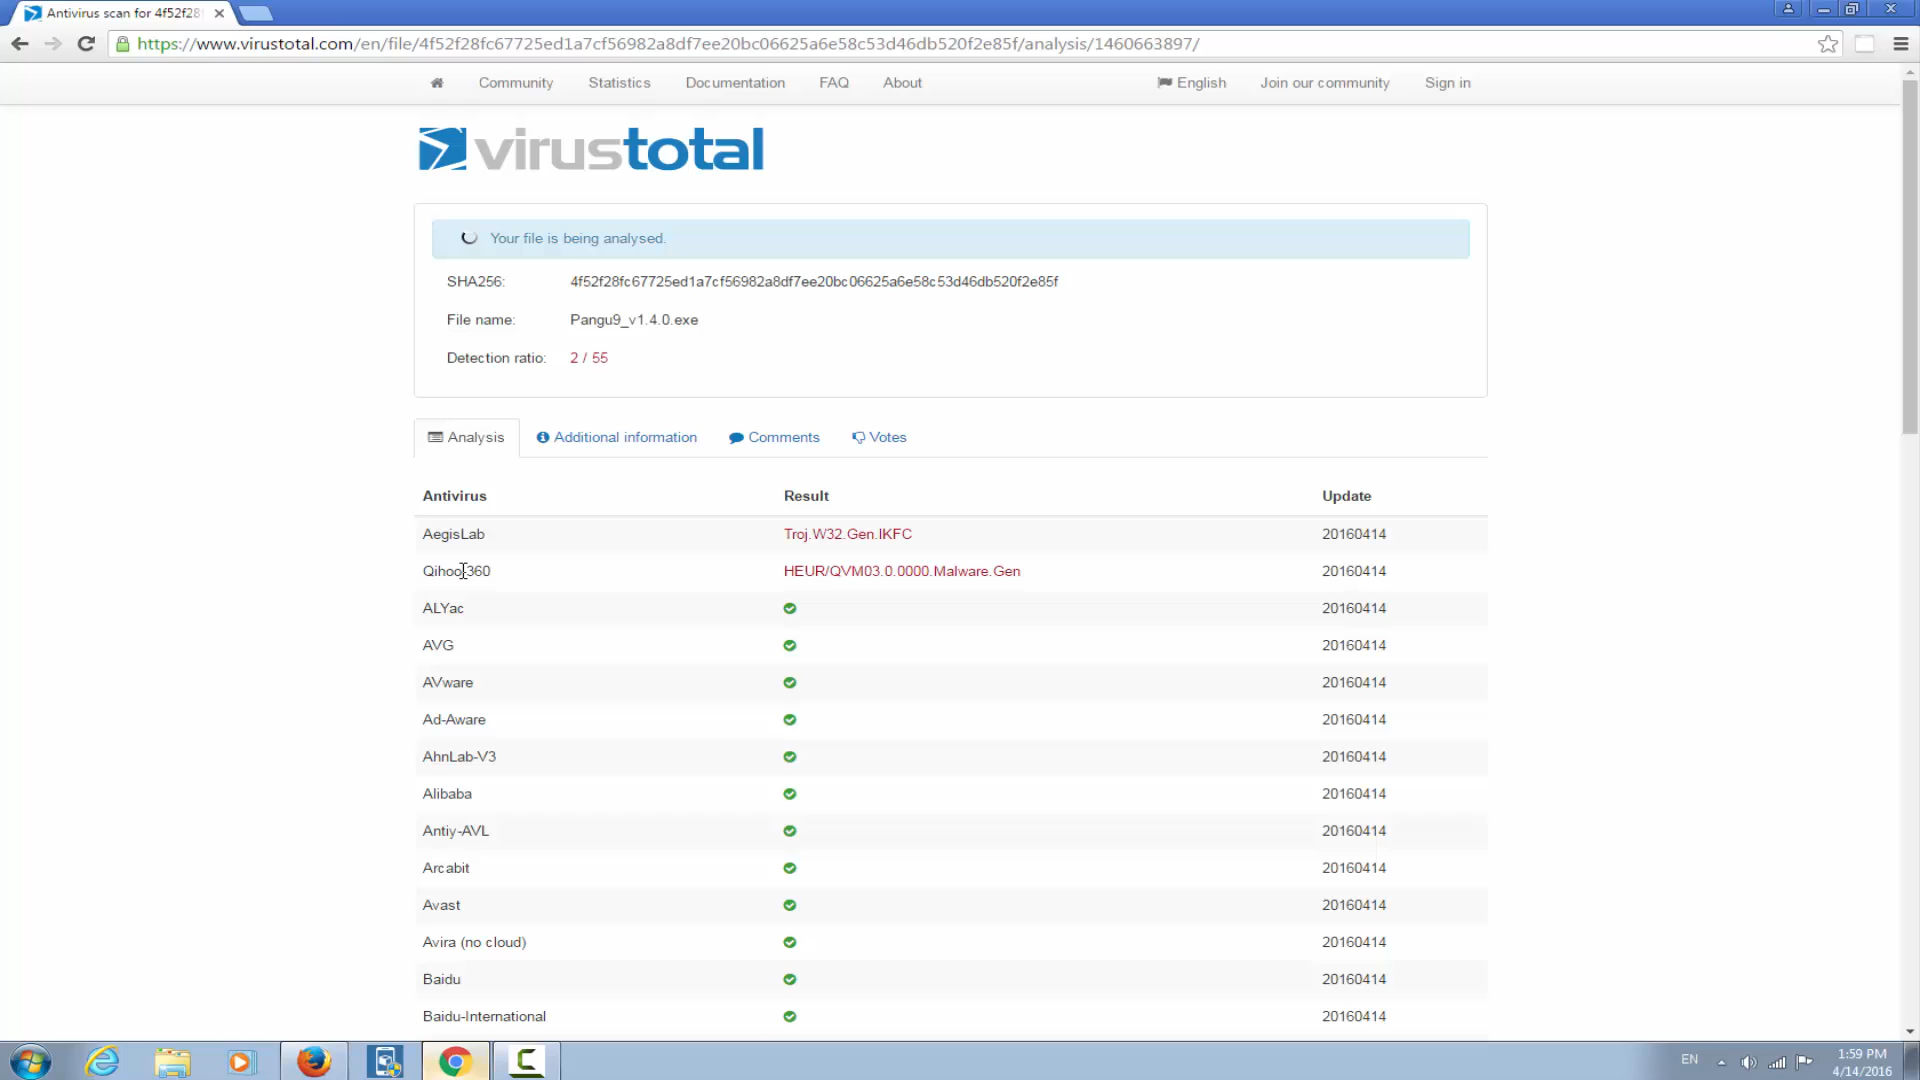 Antivirus scan for 4f52f28
https://www.virustotal.com/en/file/4f52f28fc67725ed1a7cf56982a8df7ee20bc06625a6e58c53d46db520f2e85f/analysis/1460663897/
Community Statistics Documentation FAQ About English Join our community Sign in
virustotal
Your file is being analysed.
SHA256: 4f52f28fc67725ed1a7cf56982a8df7ee20bc06625a6e58c53d46db520f2e85f
File name: Pangu9_v1.4.0.exe
Detection ratio: 2 / 55
Analysis Additional information Comments Votes
Antivirus Result Update
AegisLab Troj.W32.Gen.IKFC 20160414
Qihoo-360 HEUR/QVM03.0.0000.Malware.Gen 20160414
ALYac 20160414
AVG 20160414
AVware 20160414
Ad-Aware 20160414
AhnLab-V3 20160414
Alibaba 20160414
Antiy-AVL 20160414
Arcabit 20160414
Avast 20160414
Avira (no cloud) 20160414
Baidu 20160414
Baidu-International 20160414
EN
1:59 PM
4/14/2016